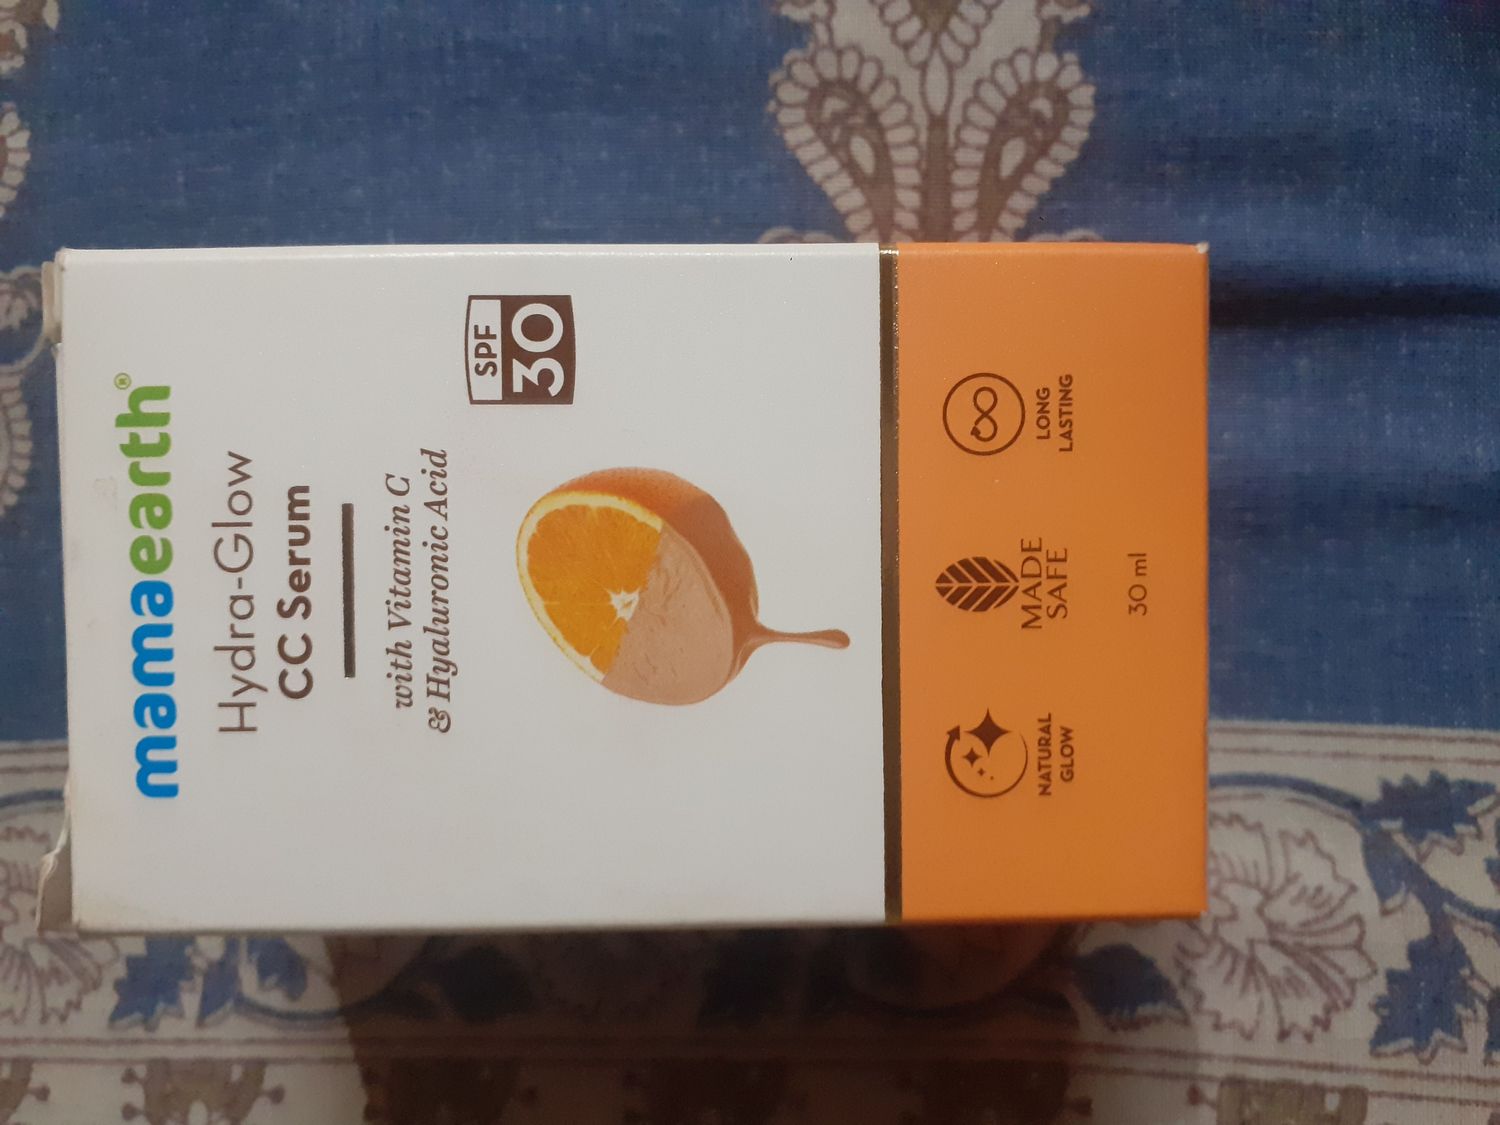 mamaearth®
Hydra-Glow
CC Serum
with Vitamin C
& Hyaluronic Acid
SPF
30
NATURAL
GLOW
MADE
SAFE
LONG
LASTING
30 ml